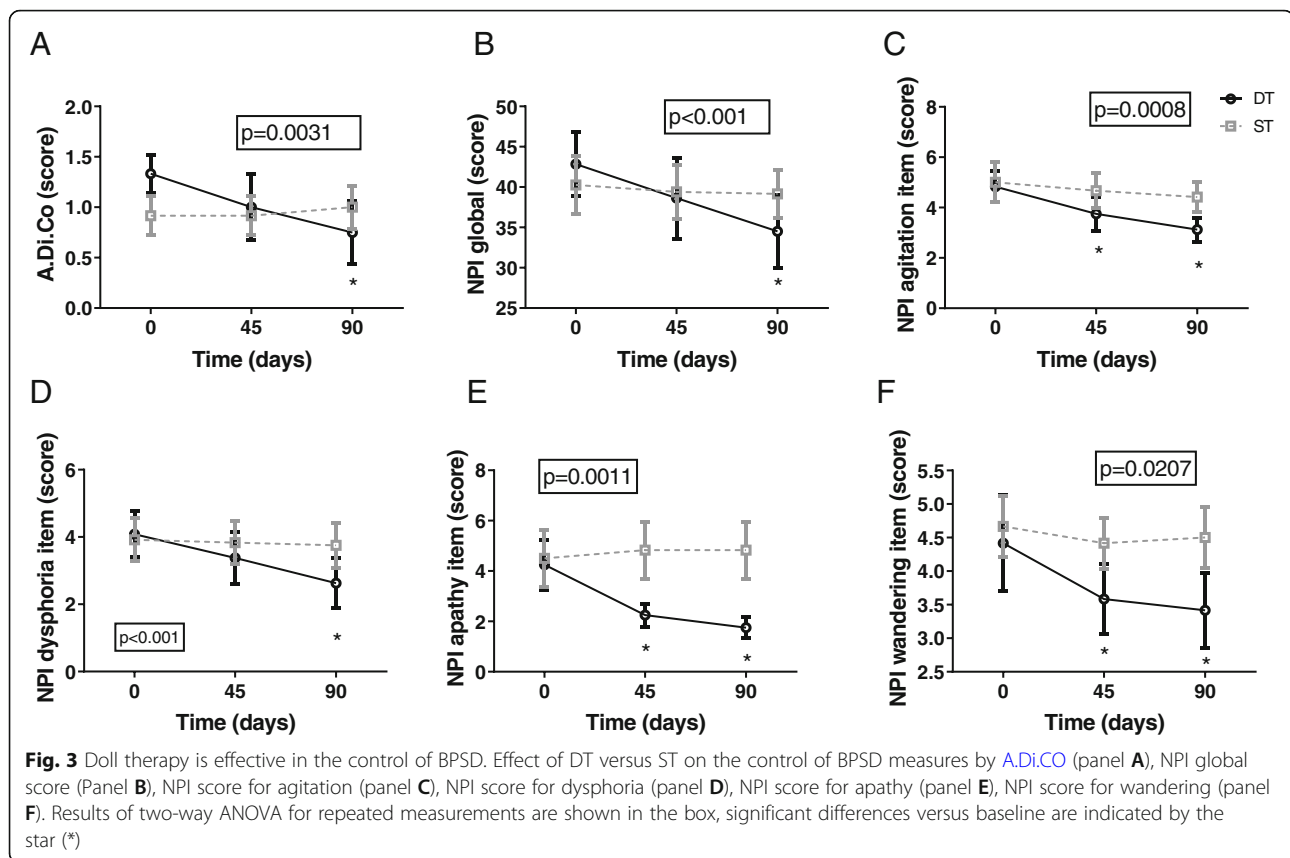 A
A.Di.Co (score)
2.0
1.5
1.0
0.5
0.0
p=0.0031
0 45 90
Time (days)
*
B
NPI global (score)
50
45
40
35
30
25
p<0.001
0 45 90
Time (days)
*
C
NPI agitation item (score)
8
6
4
2
0
p=0.0008
DT
ST
* *
0 45 90
Time (days)
D
NPI dysphoria item (score)
6
4
2
0
p<0.001
*
0 45 90
Time (days)
E
NPI apathy item (score)
8
6
4
2
0
p=0.0011
* *
0 45 90
Time (days)
F
NPI wandering item (score)
5.5
5.0
4.5
4.0
3.5
3.0
2.5
p=0.0207
* *
0 45 90
Time (days)
Fig. 3 Doll therapy is effective in the control of BPSD. Effect of DT versus ST on the control of BPSD measures by A.Di.CO (panel A), NPI global
score (Panel B), NPI score for agitation (panel C), NPI score for dysphoria (panel D), NPI score for apathy (panel E), NPI score for wandering (panel
F). Results of two-way ANOVA for repeated measurements are shown in the box, significant differences versus baseline are indicated by the
star (*)